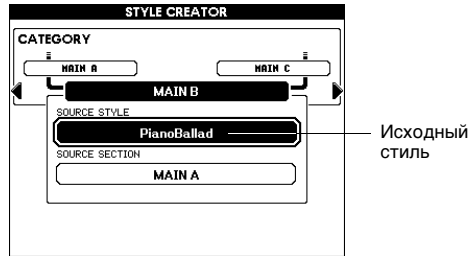 STYLE CREATOR
CATEGORY
MAIN A
MAIN C
MAIN B
SOURCE STYLE
PianoBallad
Исходный
стиль
SOURCE SECTION
MAIN A